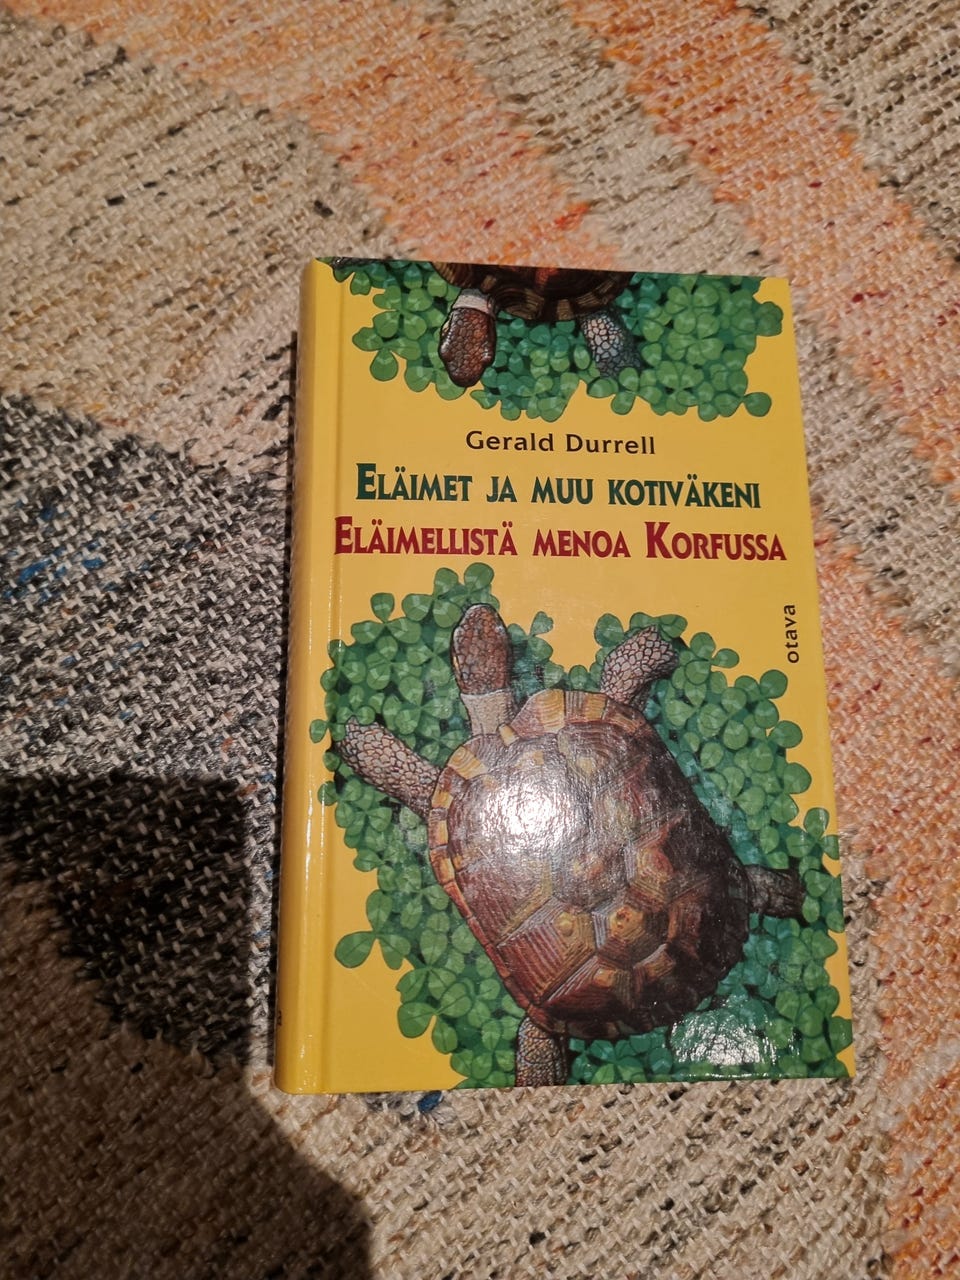 Gerald Durrell
ELÄIMET JA MUU KOTIVÄKENI
ELÄIMELLISTÄ MENOA KORFUSSA
otava